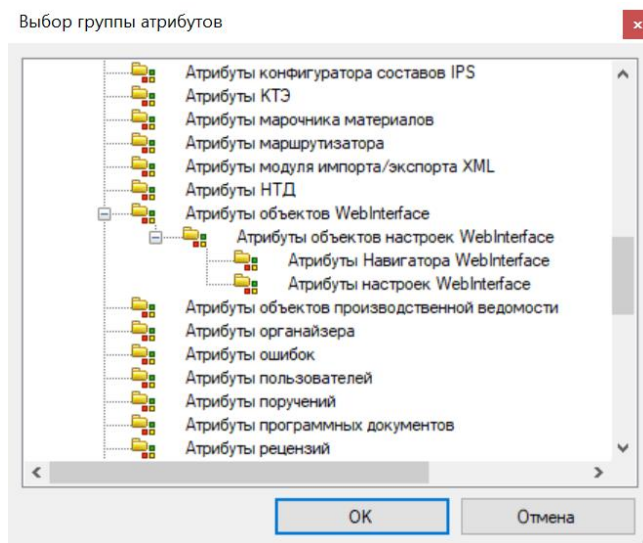 Выбор группы атрибутов
Атрибуты конфигуратора составов IPS
Атрибуты КТЭ
Атрибуты марочника материалов
Атрибуты маршрутизатора
Атрибуты модуля импорта/экспорта XML
Атрибуты НТД
Атрибуты объектов WebInterface
Атрибуты объектов настроек WebInterface
Атрибуты Навигатора WebInterface
Атрибуты настроек WebInterface
Атрибуты объектов производственной ведомости
Атрибуты органайзера
Атрибуты ошибок
Атрибуты пользователей
Атрибуты поручений
Атрибуты программных документов
Атрибуты рецензий
OK Отмена